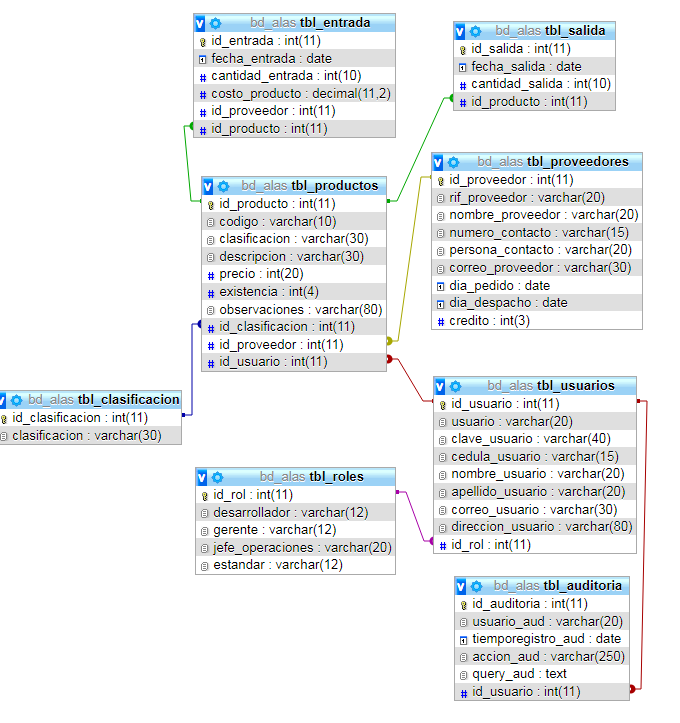 bd_alas tbl_entrada
id_entrada : int(11)
fecha_entrada : date
cantidad_entrada : int(10)
costo_producto : decimal(11,2)
id_proveedor : int(11)
id_producto : int(11)
bd_alas tbl_salida
id_salida : int(11)
fecha_salida : date
cantidad_salida : int(10)
id_producto : int(11)
bd_alas tbl_productos
id_producto : int(11)
codigo : varchar(10)
clasificacion : varchar(30)
descripcion : varchar(30)
precio : int(20)
existencia : int(4)
observaciones : varchar(80)
id_clasificacion : int(11)
id_proveedor : int(11)
id_usuario : int(11)
bd_alas tbl_proveedores
id_proveedor : int(11)
rif_proveedor : varchar(20)
nombre_proveedor : varchar(20)
numero_contacto : varchar(15)
persona_contacto : varchar(20)
correo_proveedor : varchar(30)
dia_pedido : date
dia_despacho : date
credito : int(3)
bd_alas tbl_clasificacion
id_clasificacion : int(11)
clasificacion : varchar(30)
bd_alas tbl_usuarios
id_usuario : int(11)
usuario : varchar(20)
clave_usuario : varchar(40)
cedula_usuario : varchar(15)
nombre_usuario : varchar(20)
apellido_usuario : varchar(20)
correo_usuario : varchar(30)
direccion_usuario : varchar(80)
id_rol : int(11)
bd_alas tbl_roles
id_rol : int(11)
desarrollador : varchar(12)
gerente : varchar(12)
jefe_operaciones : varchar(20)
estandar : varchar(12)
bd_alas tbl_auditoria
id_auditoria : int(11)
usuario_aud : varchar(20)
tiemporegistro_aud : date
accion_aud : varchar(250)
query_aud : text
id_usuario : int(11)